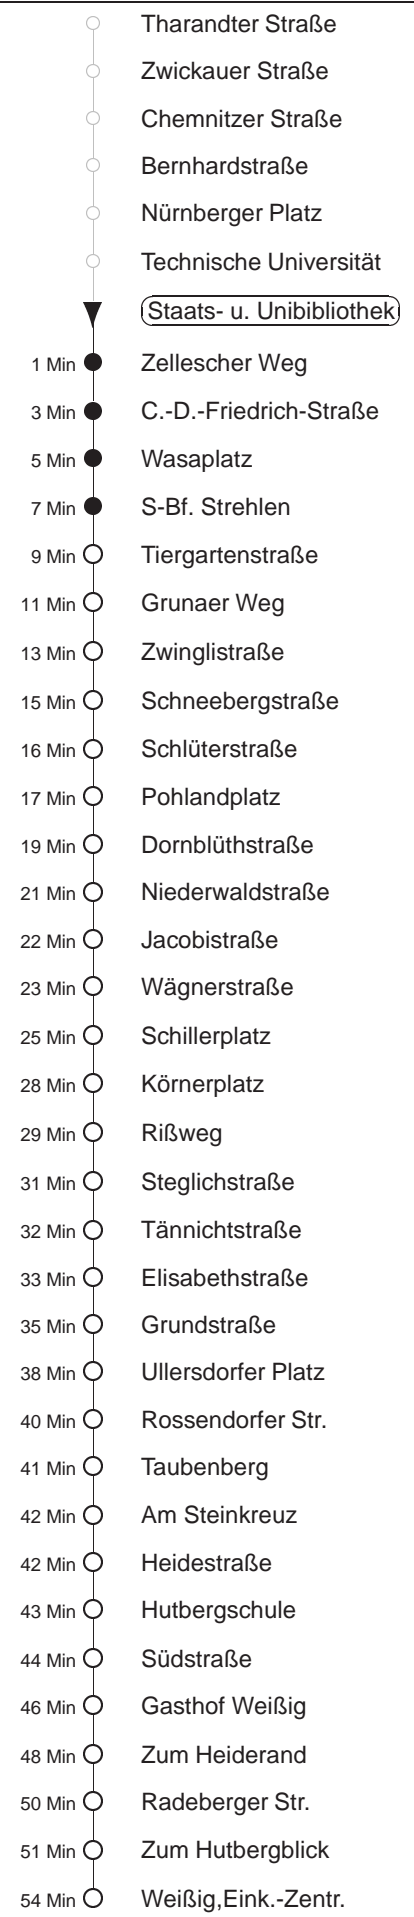 Tharandter Straße
Zwickauer Straße
Chemnitzer Straße
Bernhardstraße
Nürnberger Platz
Technische Universität
Staats- u. Unibibliothek
1 Min Zellescher Weg
3 Min C.-D.-Friedrich-Straße
5 Min Wasaplatz
7 Min S-Bf. Strehlen
9 Min Tiergartenstraße
11 Min Grunaer Weg
13 Min Zwinglistraße
15 Min Schneebergstraße
16 Min Schlüterstraße
17 Min Pohlandplatz
19 Min Dornblüthstraße
21 Min Niederwaldstraße
22 Min Jacobistraße
23 Min Wägnerstraße
25 Min Schillerplatz
28 Min Körnerplatz
29 Min Rißweg
31 Min Steglichstraße
32 Min Tännichtstraße
33 Min Elisabethstraße
35 Min Grundstraße
38 Min Ullersdorfer Platz
40 Min Rossendorfer Str.
41 Min Taubenberg
42 Min Am Steinkreuz
42 Min Heidestraße
43 Min Hutbergschule
44 Min Südstraße
46 Min Gasthof Weißig
48 Min Zum Heiderand
50 Min Radeberger Str.
51 Min Zum Hutbergblick
54 Min Weißig,Eink.-Zentr.